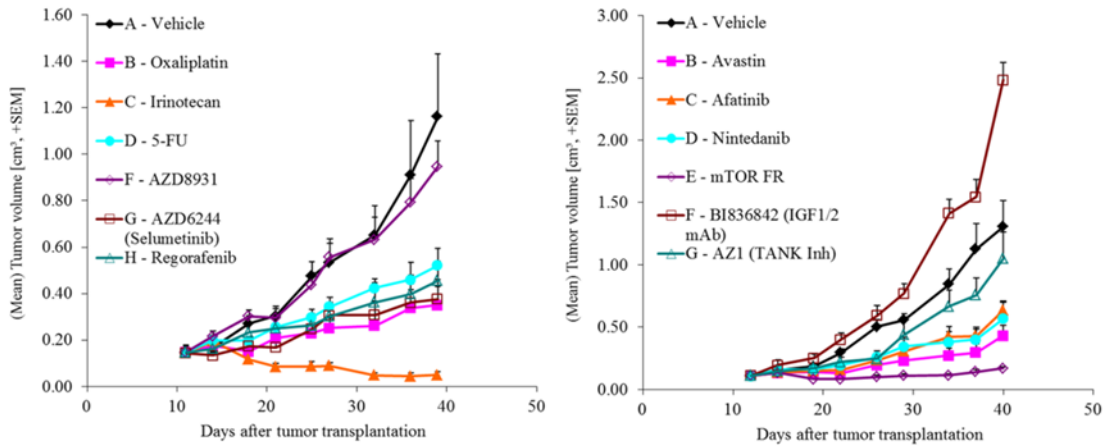 1.60
1.40
1.20
1.00
0.80
0.60
0.40
0.20
0.00
(Mean) Tumor volume [cm³, +SEM]
A - Vehicle
B - Oxaliplatin
C - Irinotecan
D - 5-FU
F - AZD8931
G - AZD6244
(Selumetinib)
H - Regorafenib
0 10 20 30 40 50
Days after tumor transplantation
3.00
2.50
2.00
1.50
1.00
0.50
0.00
(Mean) Tumor volume [cm³, +SEM]
A - Vehicle
B - Avastin
C - Afatinib
D - Nintedanib
E - mTOR FR
F - BI836842 (IGF1/2
mAb)
G - AZ1 (TANK Inh)
0 10 20 30 40 50
Days after tumor transplantation